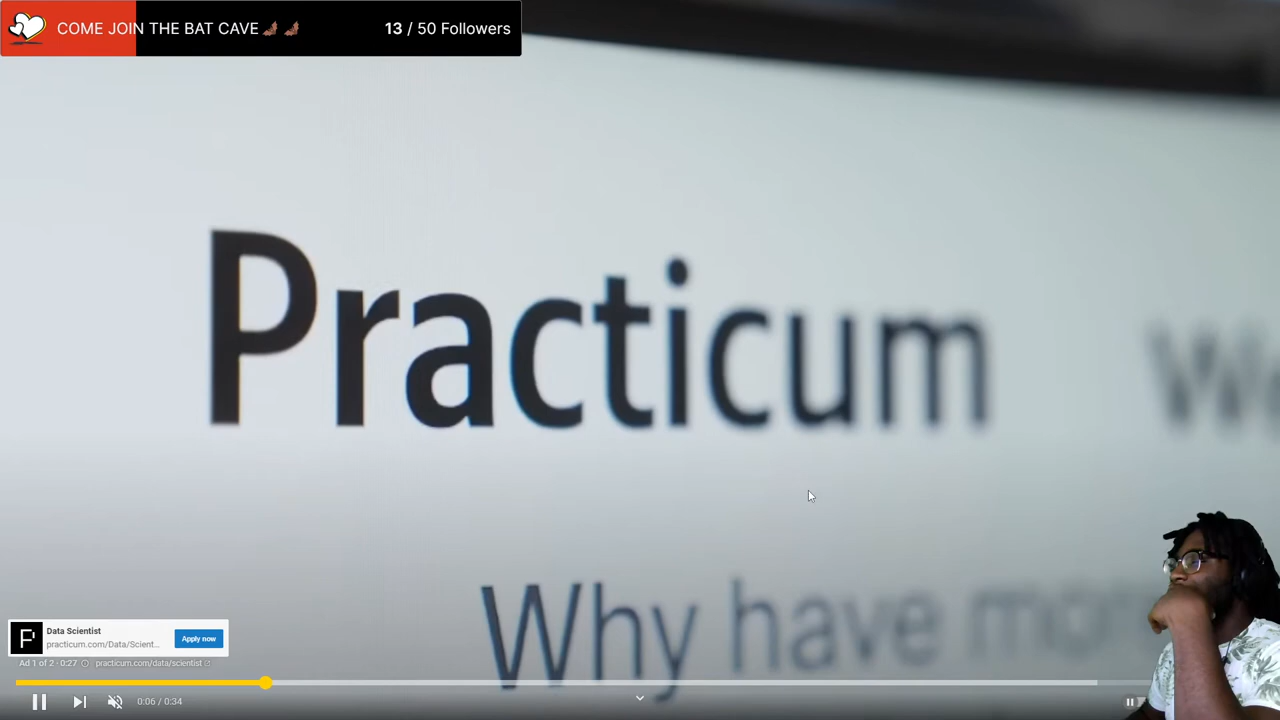 COME JOIN THE BAT CAVE 🦇 🦇 13 / 50 Followers
Practicum
Why have
Data Scientist
practicum.com/Data/Scient...
Apply now
Ad 1 of 2 · 0:27 practicum.com/data/scientist
0:06 / 0:34